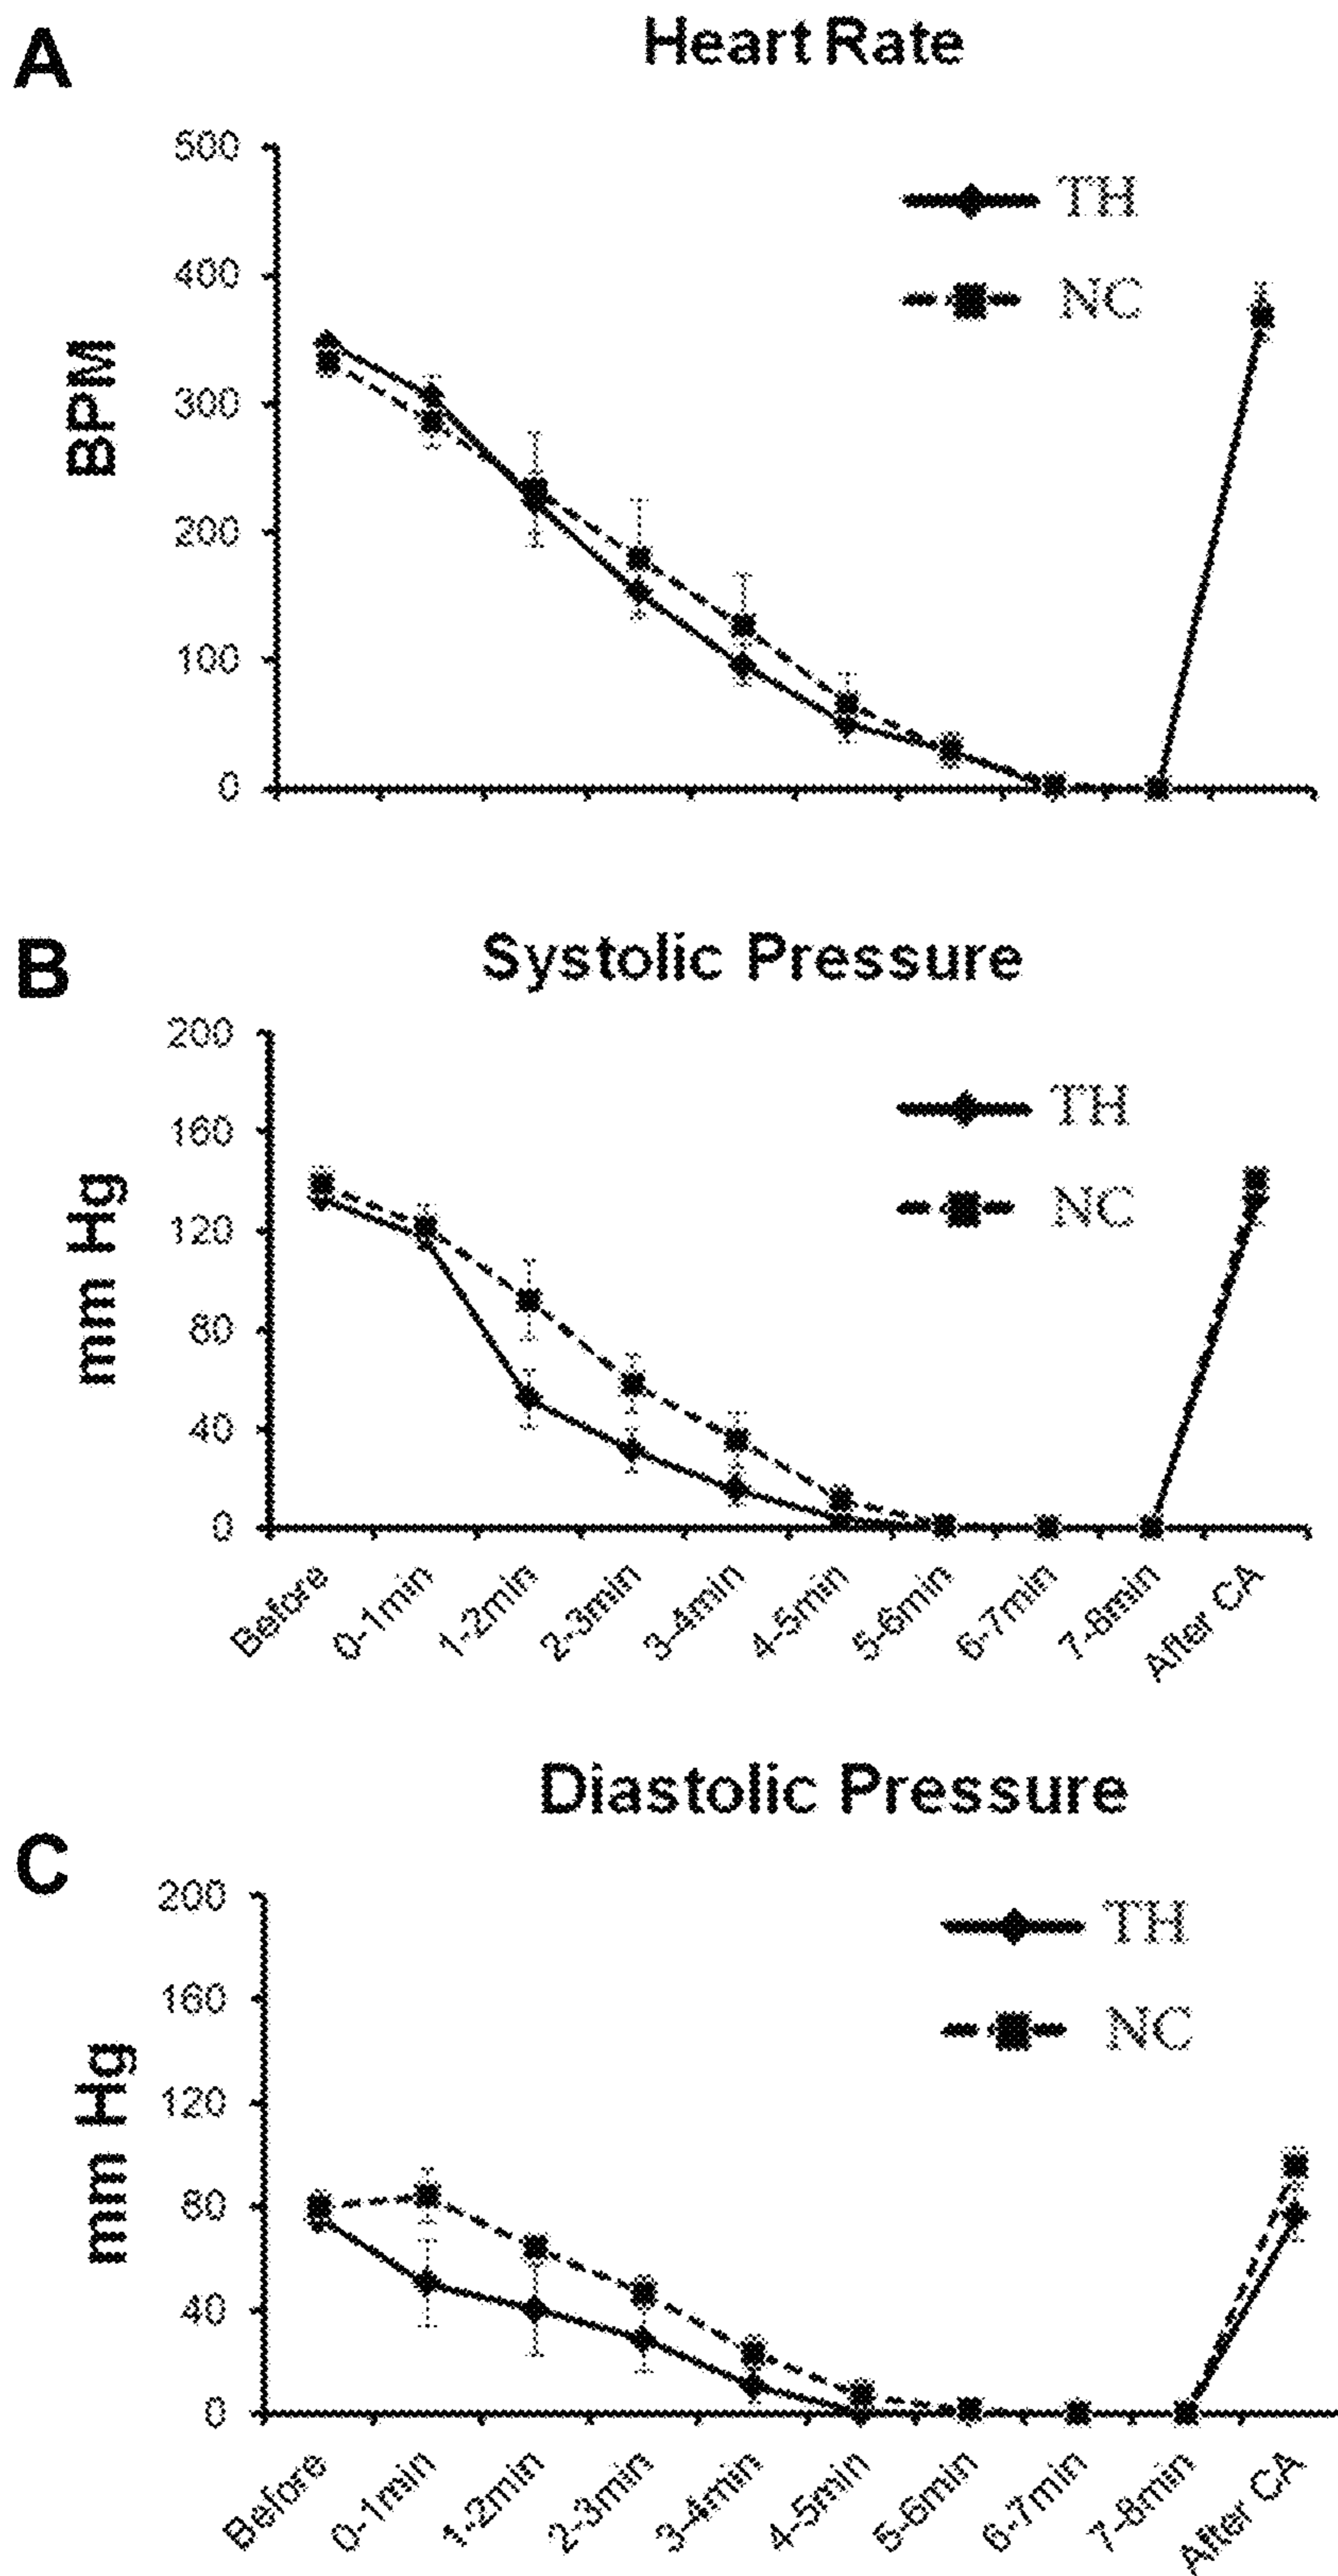 A
Heart Rate
500
400
300
200
100
0
BPM
TH
NC
B
Systolic Pressure
200
160
120
80
40
0
mm Hg
TH
NC
Before
0-1min
1-2min
2-3min
3-4min
4-5min
5-6min
6-7min
7-8min
After CA
Diastolic Pressure
C
200
160
120
80
40
0
mm Hg
TH
NC
Before
0-1min
1-2min
2-3min
3-4min
4-5min
5-6min
6-7min
7-8min
After CA